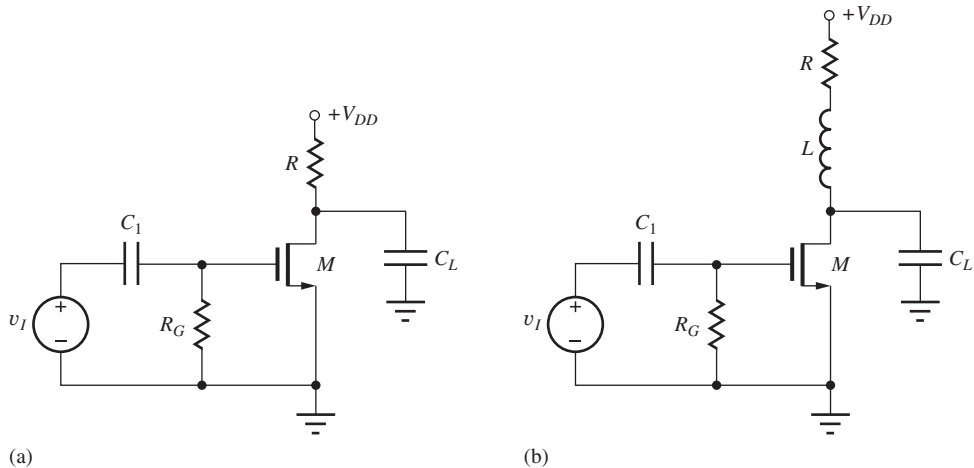 +V_DD
R
C_1
M
C_L
v_I
+
−
R_G
(a)
+V_DD
R
L
C_1
M
C_L
v_I
+
−
R_G
(b)